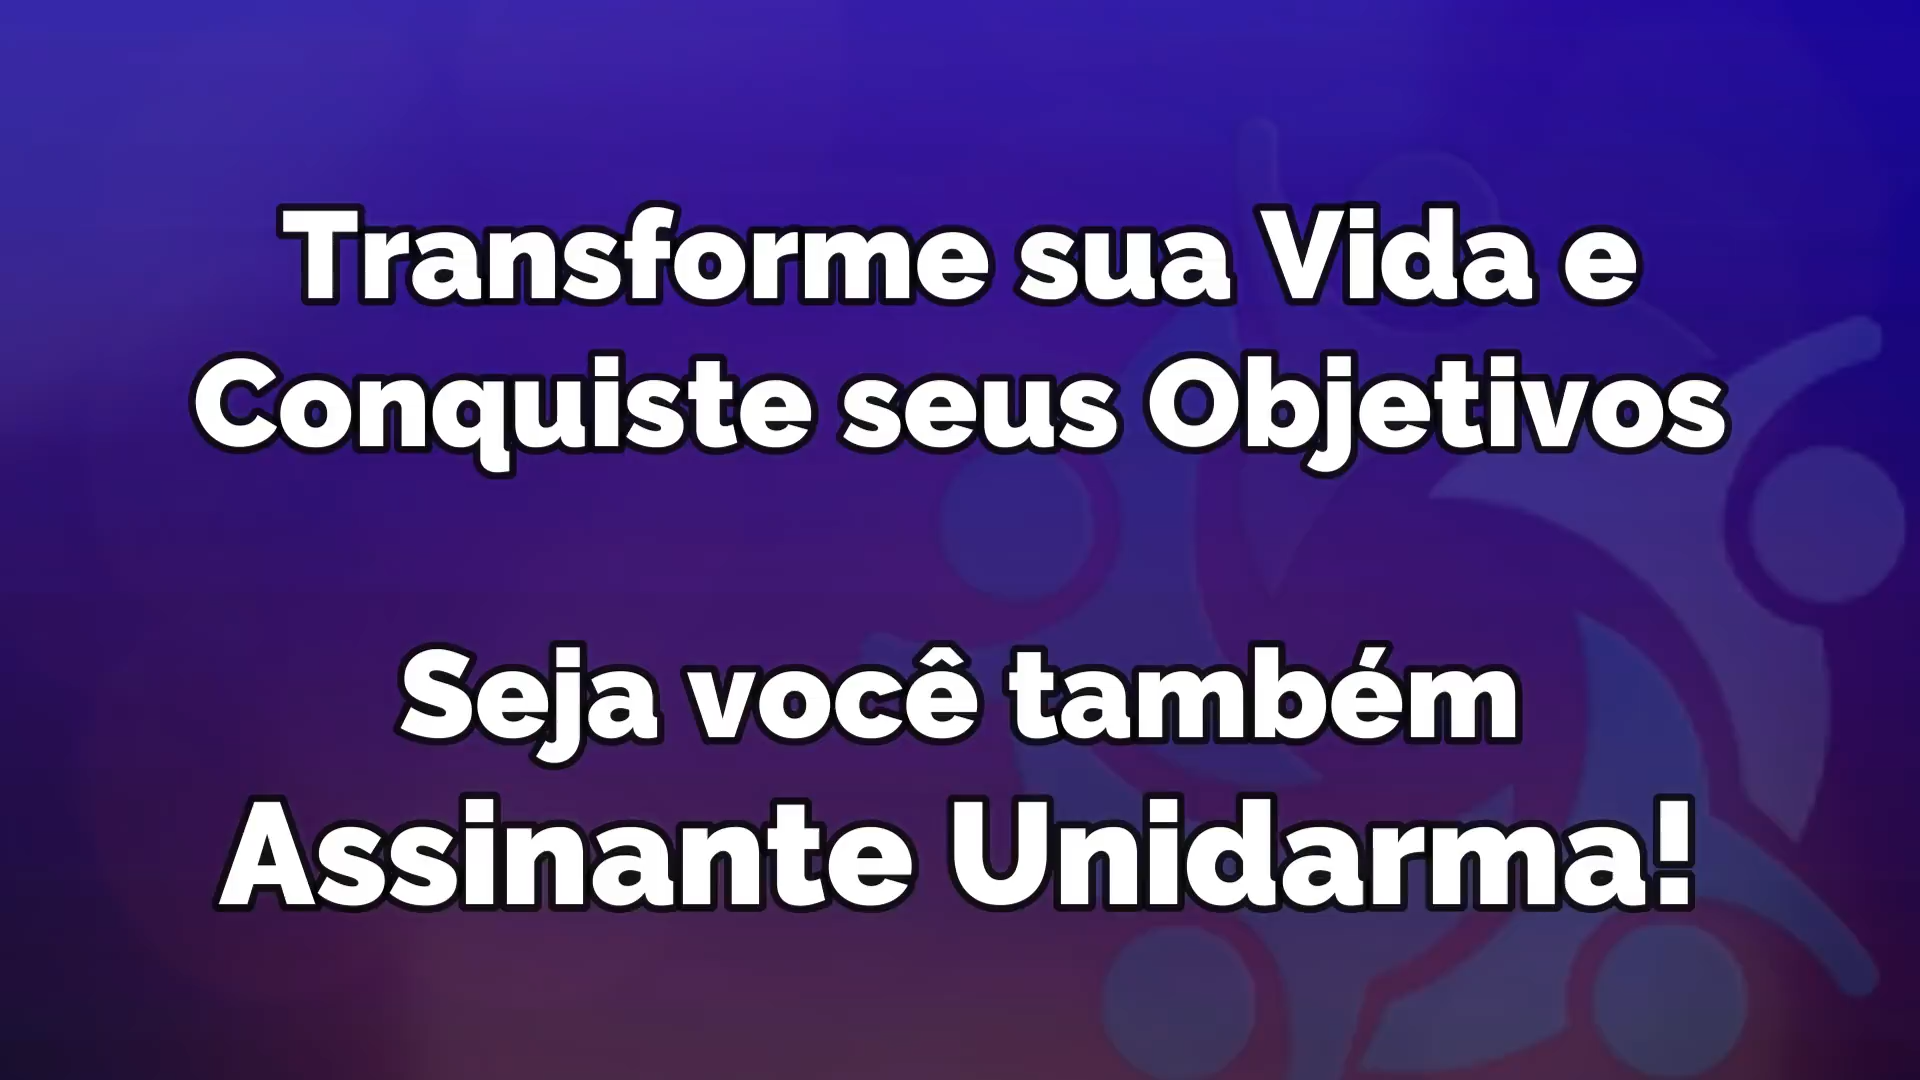 Transforme sua Vida e
Conquiste seus Objetivos
Seja você também
Assinante Unidarma!